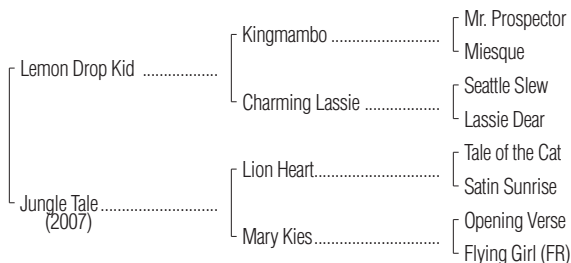 Mr. Prospector
Kingmambo ............................
Miesque
Lemon Drop Kid ...................
Seattle Slew
Charming Lassie ...................
Lassie Dear
Tale of the Cat
Lion Heart................................
Satin Sunrise
Jungle Tale ..............................
(2007)
Opening Verse
Mary Kies................................
Flying Girl (FR)